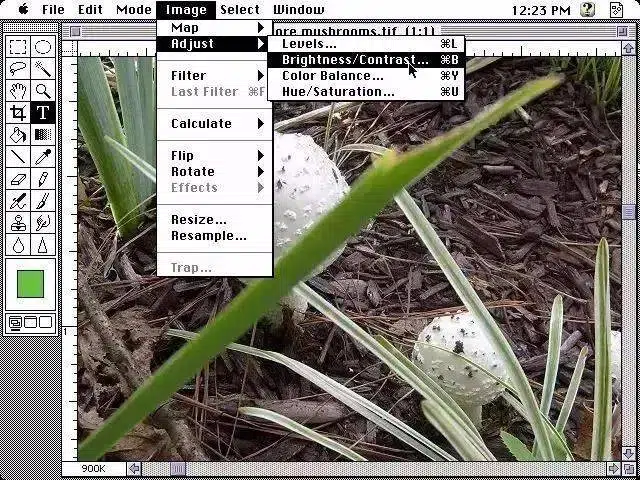 File Edit Mode Image Select Window 12:23 PM
ore mushrooms.tif (1:1)
Map
Adjust
Filter
Last Filter ⌘F
Calculate
Flip
Rotate
Effects
Resize...
Resample...
Trap...
Levels... ⌘L
Brightness/Contrast... ⌘B
Color Balance... ⌘Y
Hue/Saturation... ⌘U
T
1
900K